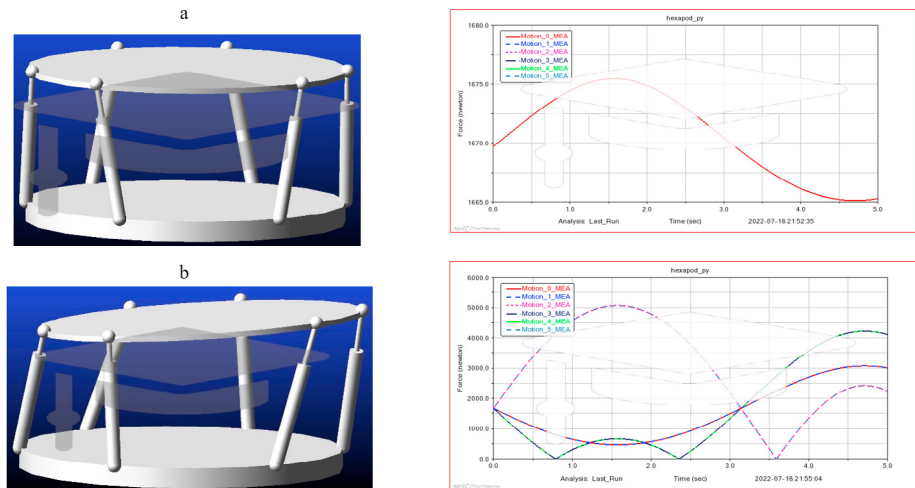 a
hexapod_py
1680.0
1675.0
1670.0
1665.0
Force (newton)
Motion_0_MEA
Motion_1_MEA
Motion_2_MEA
Motion_3_MEA
Motion_4_MEA
Motion_5_MEA
0.0 1.0 2.0 3.0 4.0 5.0
Analysis: Last_Run Time (sec) 2022-07-18 21:52:35
b
hexapod_py
6000.0
5000.0
4000.0
3000.0
2000.0
1000.0
0.0
Force (newton)
Motion_0_MEA
Motion_1_MEA
Motion_2_MEA
Motion_3_MEA
Motion_4_MEA
Motion_5_MEA
0.0 1.0 2.0 3.0 4.0 5.0
Analysis: Last_Run Time (sec) 2022-07-18 21:55:04